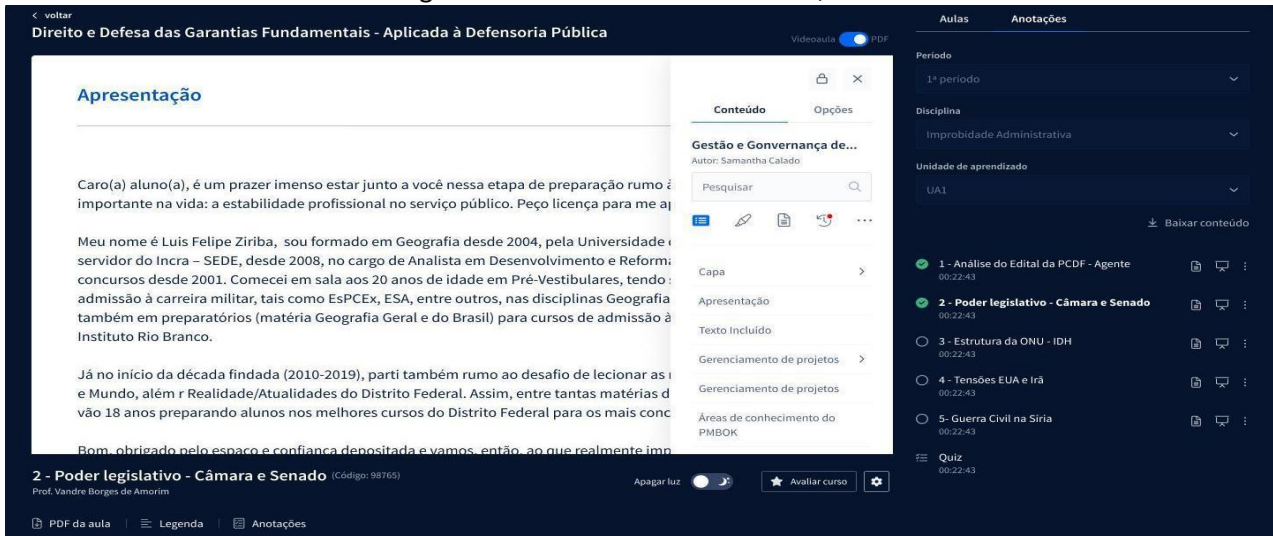 voltar
Direito e Defesa das Garantias Fundamentais - Aplicada à Defensoria Pública
Videoaula PDF
Apresentação
Caro(a) aluno(a), é um prazer imenso estar junto a você nessa etapa de preparação rumo
importante na vida: a estabilidade profissional no serviço público. Peço licença para me
Meu nome é Luis Felipe Ziriba, sou formado em Geografia desde 2004, pela Universidade
servidor do Incra – SEDE, desde 2008, no cargo de Analista em Desenvolvimento e
concursos desde 2001. Comecei em sala aos 20 anos de idade em Pré-Vestibulares, tendo
admissão à carreira militar, tais como EsPCEx, ESA, entre outros, nas disciplinas Geografia
também em preparatórios (matéria Geografia Geral e do Brasil) para cursos de admissão
Instituto Rio Branco.
Já no início da década findada (2010-2019), parti também rumo ao desafio de lecionar as
e Mundo, além r Realidade/Atualidades do Distrito Federal. Assim, entre tantas matérias
vão 18 anos preparando alunos nos melhores cursos do Distrito Federal para os mais
Bom, obrigado pelo espaço e confiança depositada e vamos, então, ao que realmente
Conteúdo Opções
Gestão e Gonvernança de...
Autor: Samantha Calado
Pesquisar
Capa
Apresentação
Texto Incluído
Gerenciamento de projetos
Gerenciamento de projetos
Áreas de conhecimento do
PMBOK
2 - Poder legislativo - Câmara e Senado (Código: 98765)
Prof. Vandre Borges de Amorim
Apagar luz
Avaliar curso
PDF da aula
Legenda
Anotações
Aulas Anotações
Período
1ª período
Disciplina
Improbidade Administrativa
Unidade de aprendizado
UA1
Baixar conteúdo
1 - Análise do Edital da PCDF - Agente
00:22:43
2 - Poder legislativo - Câmara e Senado
00:22:43
3 - Estrutura da ONU - IDH
00:22:43
4 - Tensões EUA e Irã
00:22:43
5- Guerra Civil na Síria
00:22:43
Quiz
00:22:43